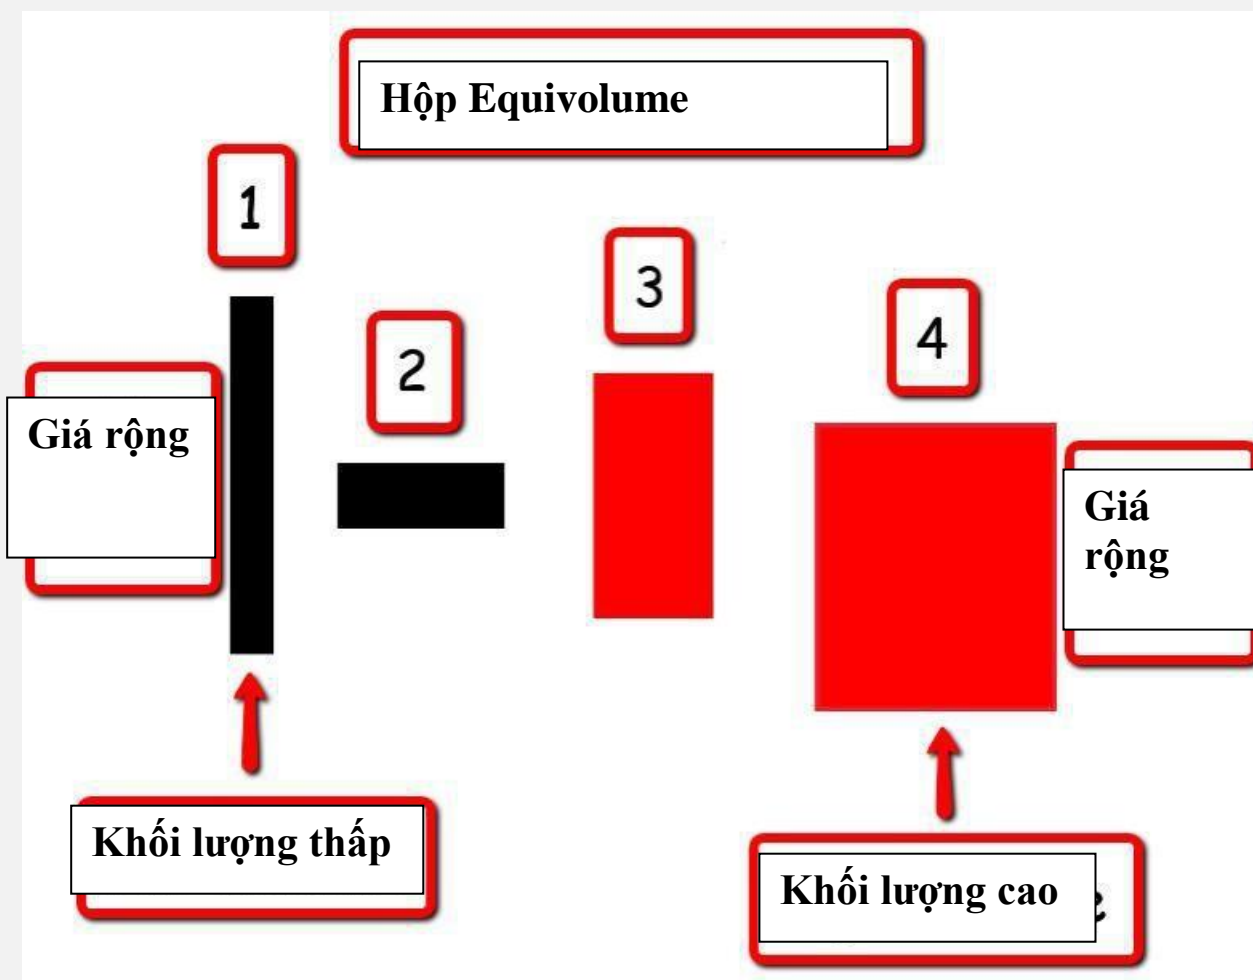 Hộp Equivolume
1
3
4
2
Giá rộng
Giá
rộng
Khối lượng thấp
Khối lượng cao